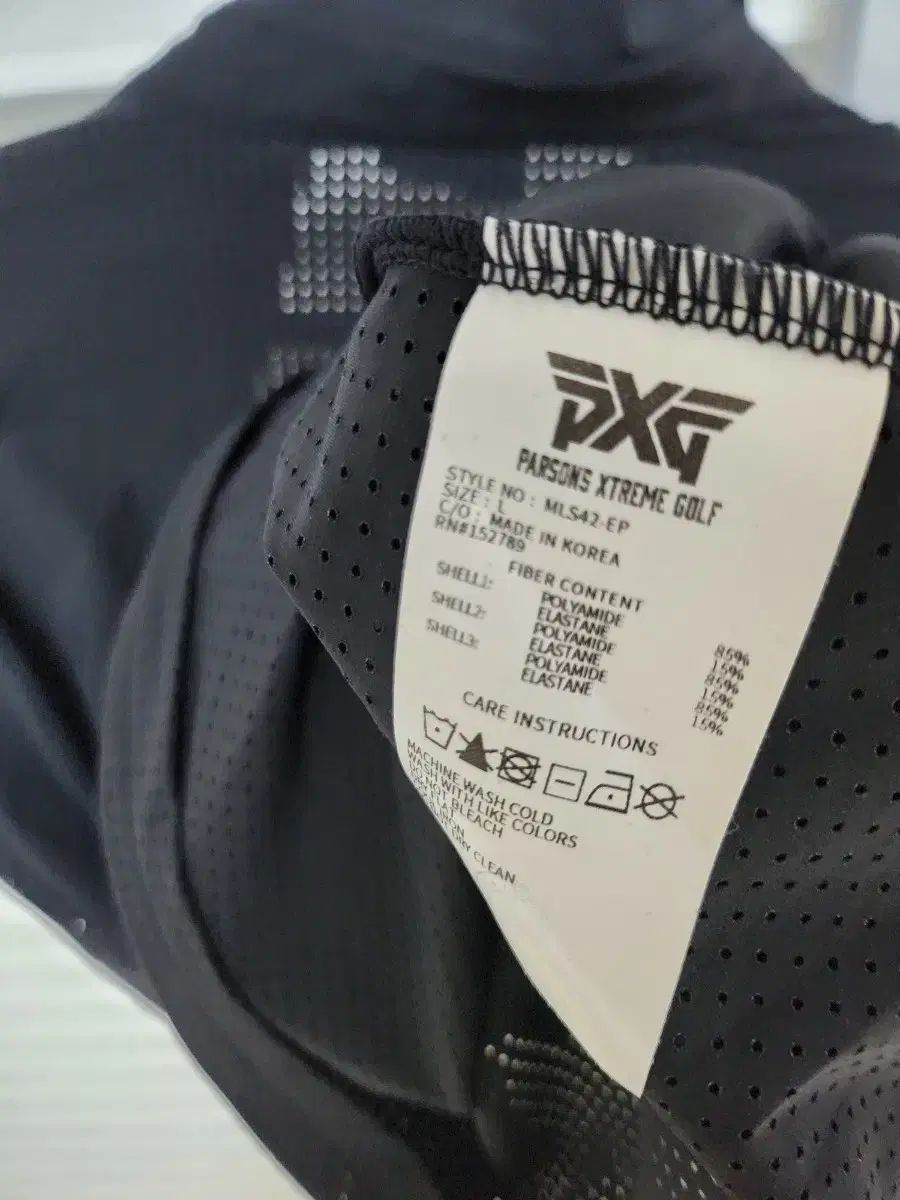 PXG
PARSONS XTREME GOLF
STYLE NO : MLS42-EP
SIZE : L
C/O : MADE IN KOREA
RN#152789
FIBER CONTENT
SHELL1: POLYAMIDE 85%
ELASTANE 15%
SHELL2: POLYAMIDE 85%
ELASTANE 15%
SHELL3: POLYAMIDE 85%
ELASTANE 15%
CARE INSTRUCTIONS
MACHINE WASH COLD
WASH WITH LIKE COLORS
DO NOT BLEACH
DRY CLEAN